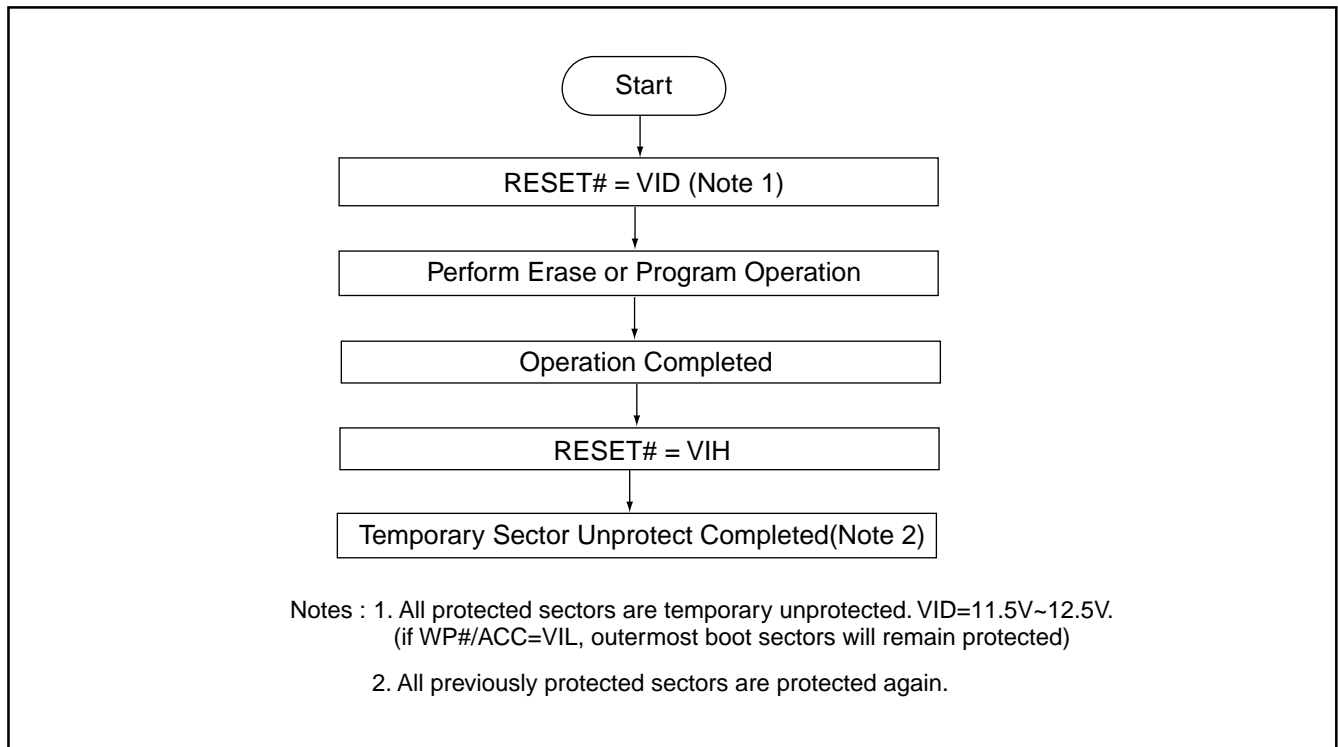 Start
RESET# = VID (Note 1)
Perform Erase or Program Operation
Operation Completed
RESET# = VIH
Temporary Sector Unprotect Completed(Note 2)
Notes : 1. All protected sectors are temporary unprotected. VID=11.5V~12.5V.
(if WP#/ACC=VIL, outermost boot sectors will remain protected)
2. All previously protected sectors are protected again.